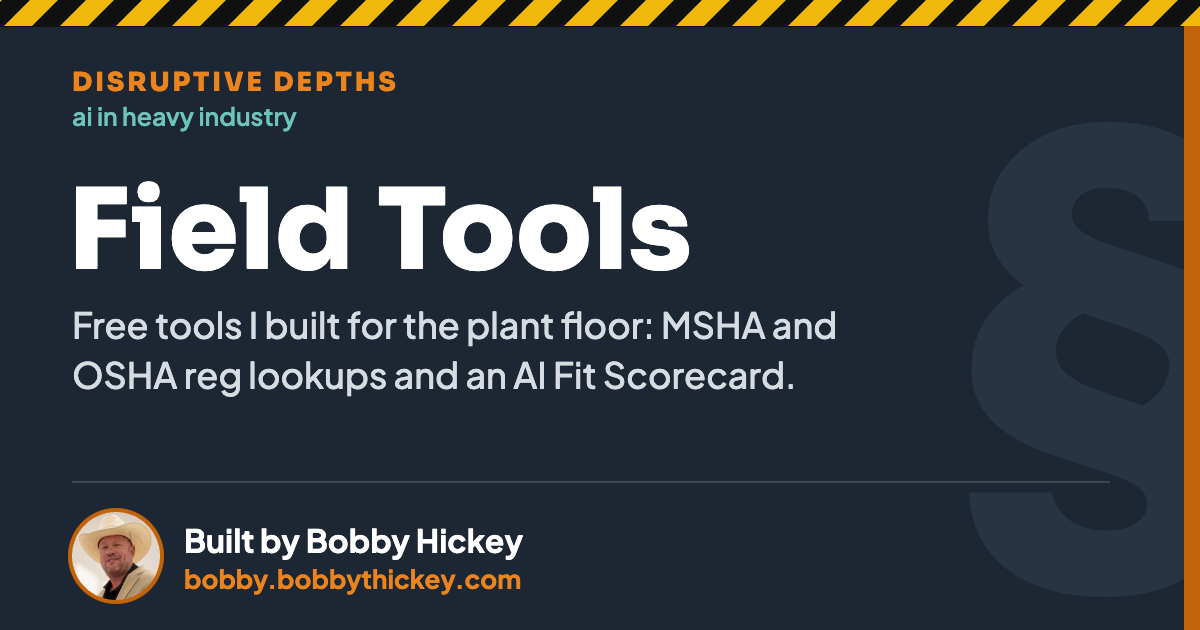 DISRUPTIVE DEPTHS
ai in heavy industry
Field Tools
Free tools I built for the plant floor: MSHA and
OSHA reg lookups and an AI Fit Scorecard.
§
Built by Bobby Hickey
bobby.bobbythickey.com